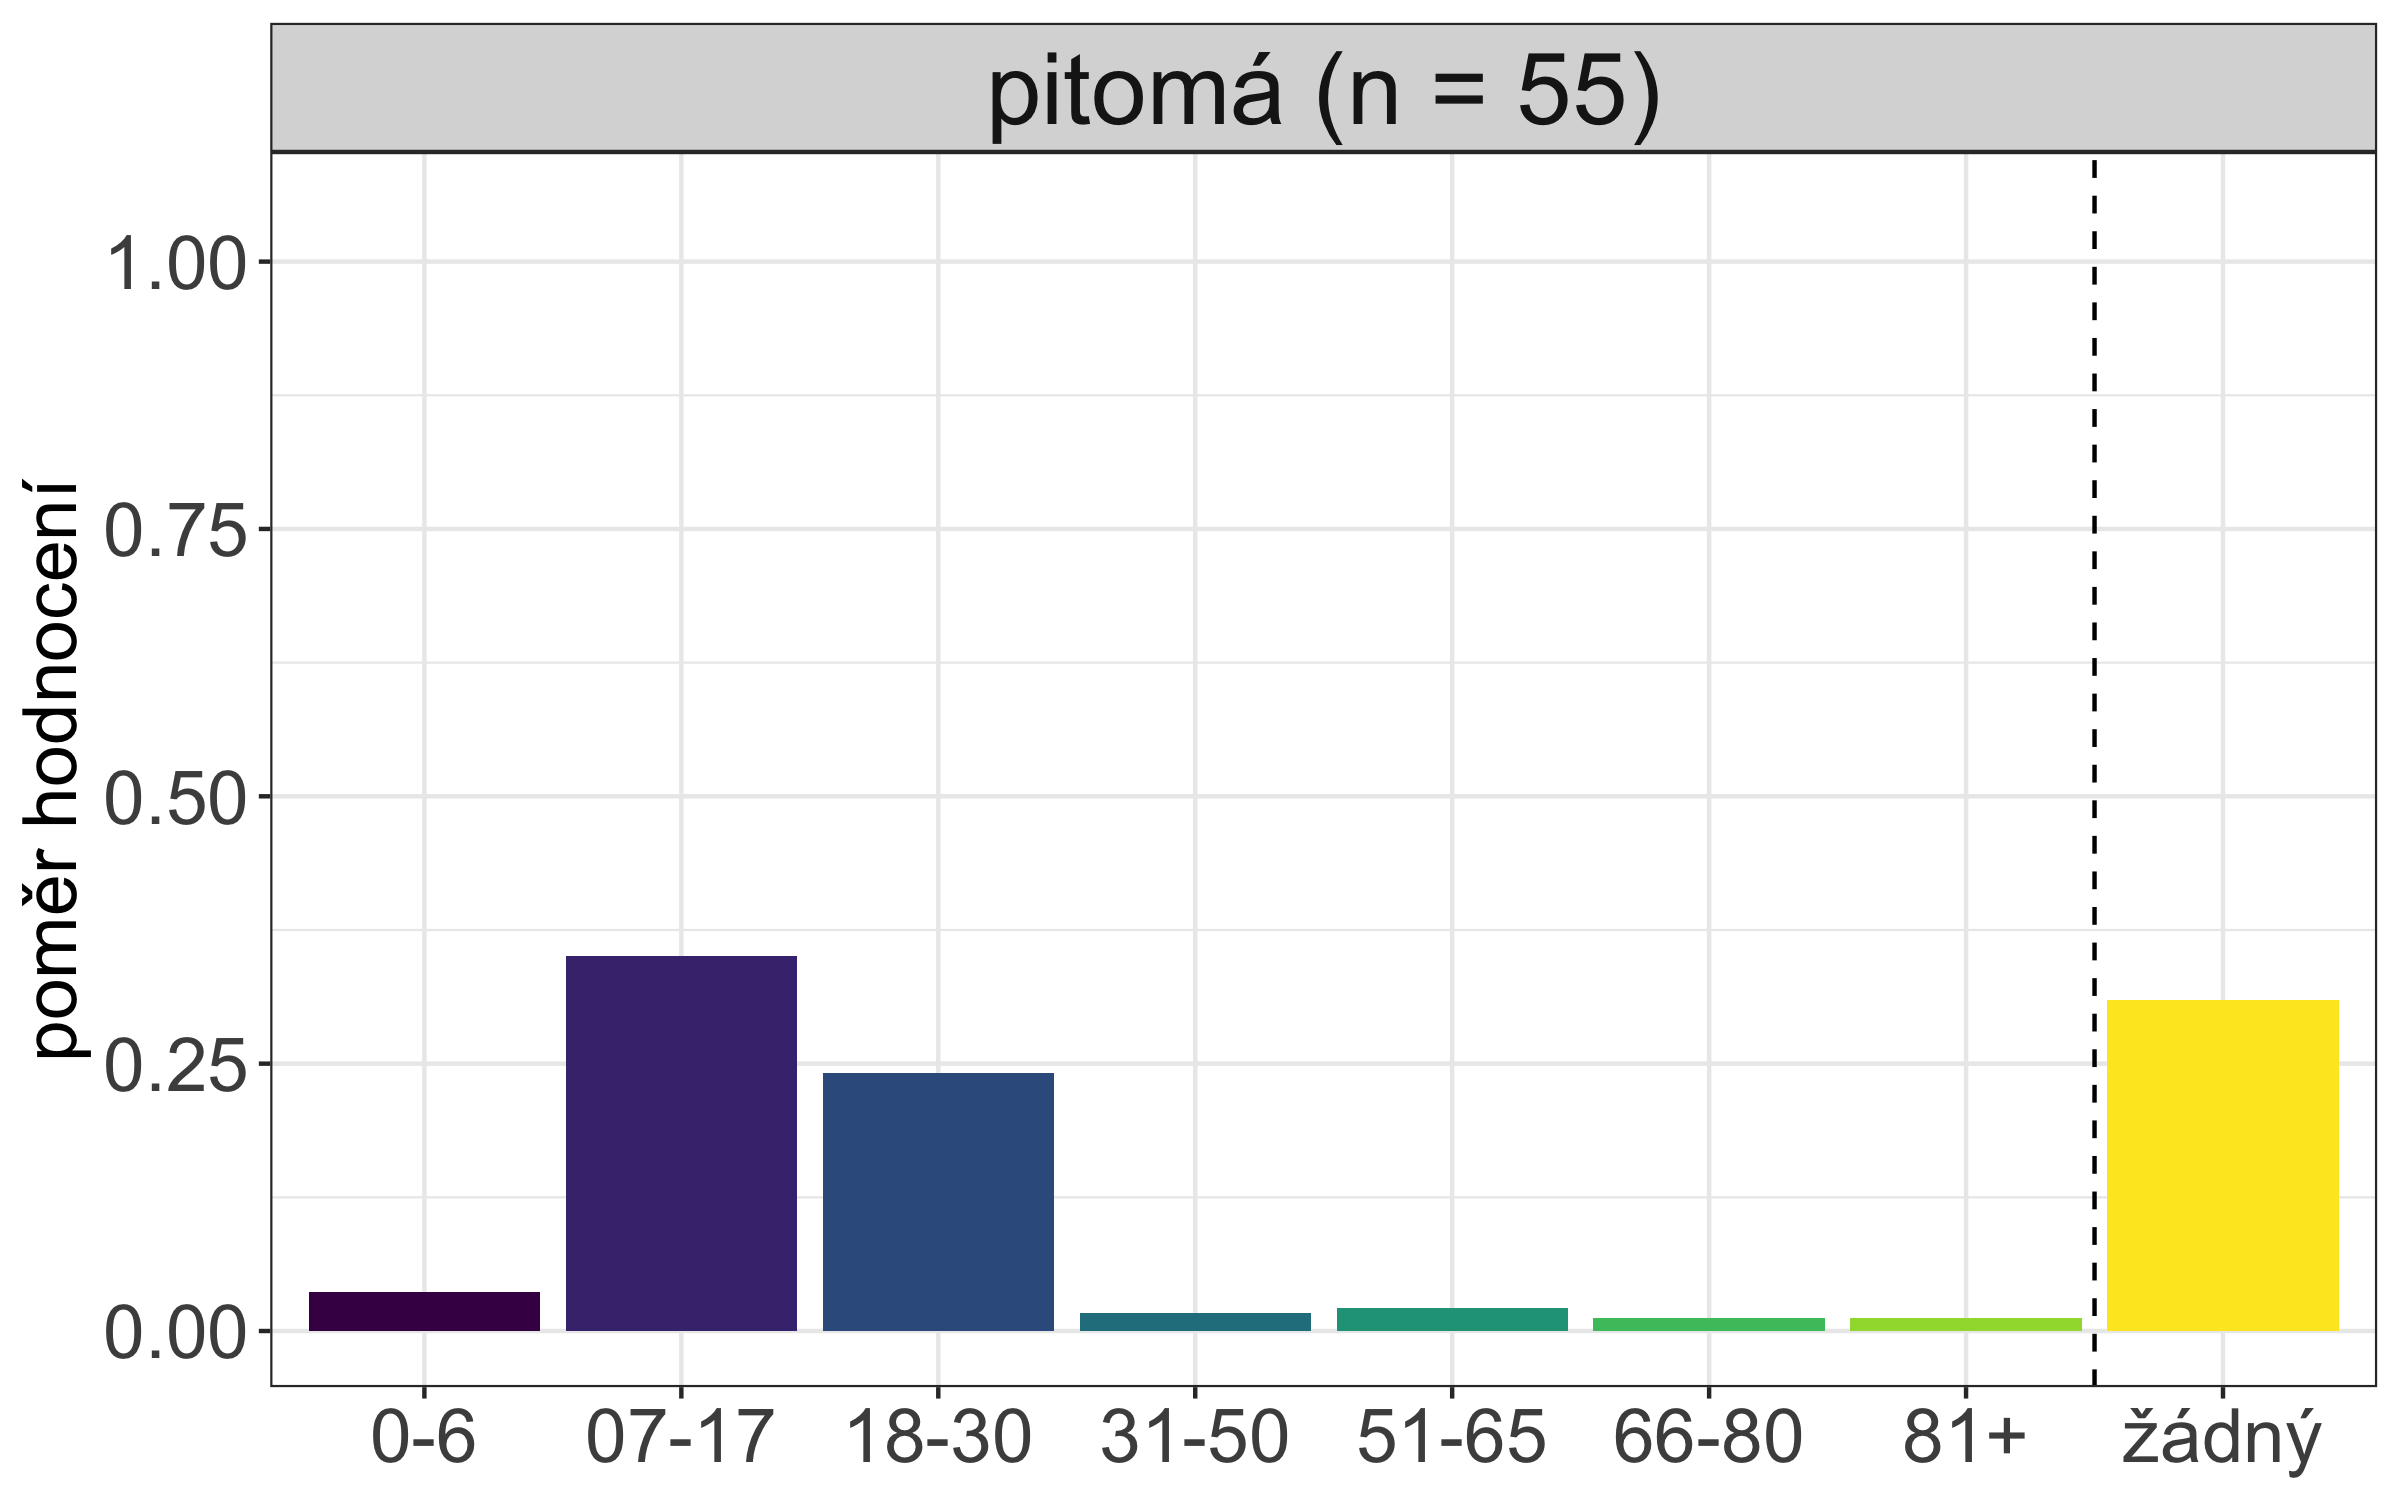 pitomá (n = 55)
poměr hodnocení
1.00
0.75
0.50
0.25
0.00
0-6 07-17 18-30 31-50 51-65 66-80 81+ žádný